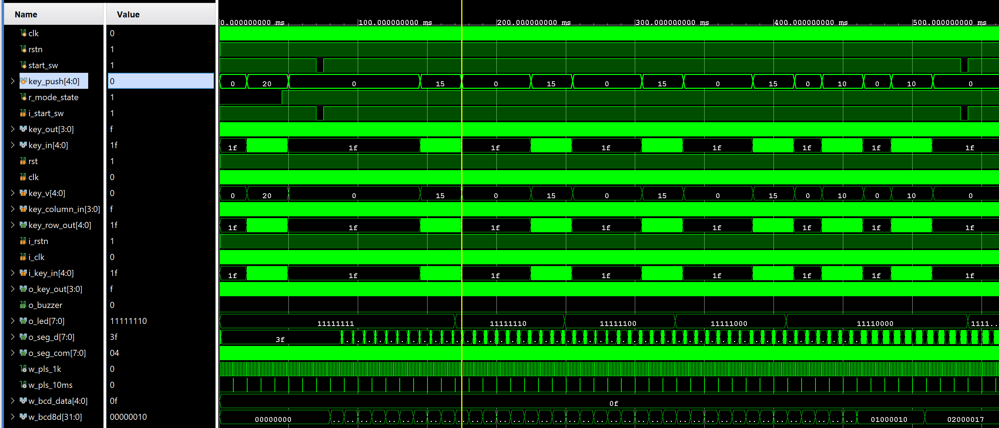 Name Value
0.000000000 ms 100.000000000 ms 200.000000000 ms 300.000000000 ms 400.000000000 ms 500.000000000 ms
clk 0
rstn 1
start_sw 1
key_push[4:0] 0 0 20 0 15 0 15 0 15 0 15 0 10 0 10 0
r_mode_state 1
i_start_sw 1
key_out[3:0] f
key_in[4:0] 1f 1f 1f 1f 1f 1f 1f 1f 1f
rst 1
clk 0
key_v[4:0] 0 0 20 0 15 0 15 0 15 0 15 0 10 0 10 0
key_column_in[3:0] f
key_row_out[4:0] 1f 1f 1f 1f 1f 1f 1f 1f 1f
i_rstn 1
i_clk 0
i_key_in[4:0] 1f 1f 1f 1f 1f 1f 1f 1f 1f
o_key_out[3:0] f
o_buzzer 0
o_led[7:0] 11111110 11111111 11111110 11111100 11111000 11110000 1111..
o_seg_d[7:0] 3f 3f
o_seg_com[7:0] 04
w_pls_1k 0
w_pls_10ms 0
w_bcd_data[4:0] 0f 0f
w_bcd8d[31:0] 00000010 00000000 01000010 02000017